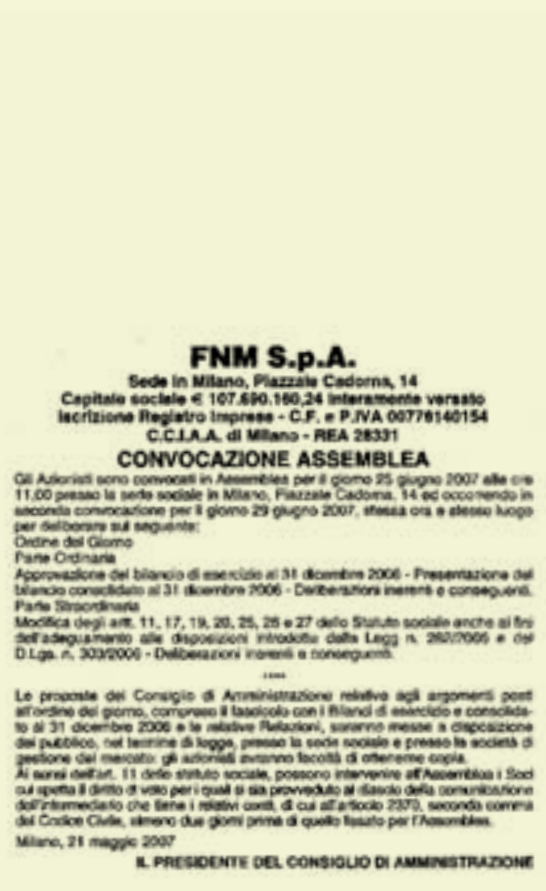 FNM S.p.A.
Sede in Milano, Piazzale Cadorna, 14
Capitale sociale € 107.690.160,24 interamente versato
Iscrizione Registro Imprese - C.F. e P.IVA 00776140154
C.C.I.A.A. di Milano - REA 28331
CONVOCAZIONE ASSEMBLEA
Gli Azionisti sono convocati in Assemblea per il giorno 25 giugno 2007 alle ore
11,00 presso la sede sociale in Milano, Piazzale Cadorna, 14 ed occorrendo in
seconda convocazione per il giorno 29 giugno 2007, stessa ora e stesso luogo
per deliberare sul seguente:
Ordine del Giorno
Parte Ordinaria
Approvazione del bilancio di esercizio al 31 dicembre 2006 - Presentazione del
bilancio consolidato al 31 dicembre 2006 - Deliberazioni inerenti e conseguenti.
Parte Straordinaria
Modifica degli artt. 11, 17, 19, 20, 25, 26 e 27 dello Statuto sociale anche ai fini
dell'adeguamento alle disposizioni introdotte dalla Legg n. 262/2005 e del
D.Lgs. n. 303/2006 - Deliberazioni inerenti e conseguenti.
****
Le proposte del Consiglio di Amministrazione relative agli argomenti posti
all'ordine del giorno, compreso il fascicolo con i Bilanci di esercizio e consolida-
to al 31 dicembre 2006 e le relative Relazioni, saranno messe a disposizione
del pubblico, nei termini di legge, presso la sede sociale e presso la società di
gestione del mercato: gli azionisti avranno facoltà di ottenerne copia.
Ai sensi dell'art. 11 dello statuto sociale, possono intervenire all'Assemblea i Soci
cui spetta il diritto di voto per i quali si sia provveduto al rilascio della comunicazione
dell'intermediario che tiene i relativi conti, di cui all'articolo 2370, secondo comma
del Codice Civile, almeno due giorni prima di quello fissato per l'Assemblea.
Milano, 21 maggio 2007
IL PRESIDENTE DEL CONSIGLIO DI AMMINISTRAZIONE